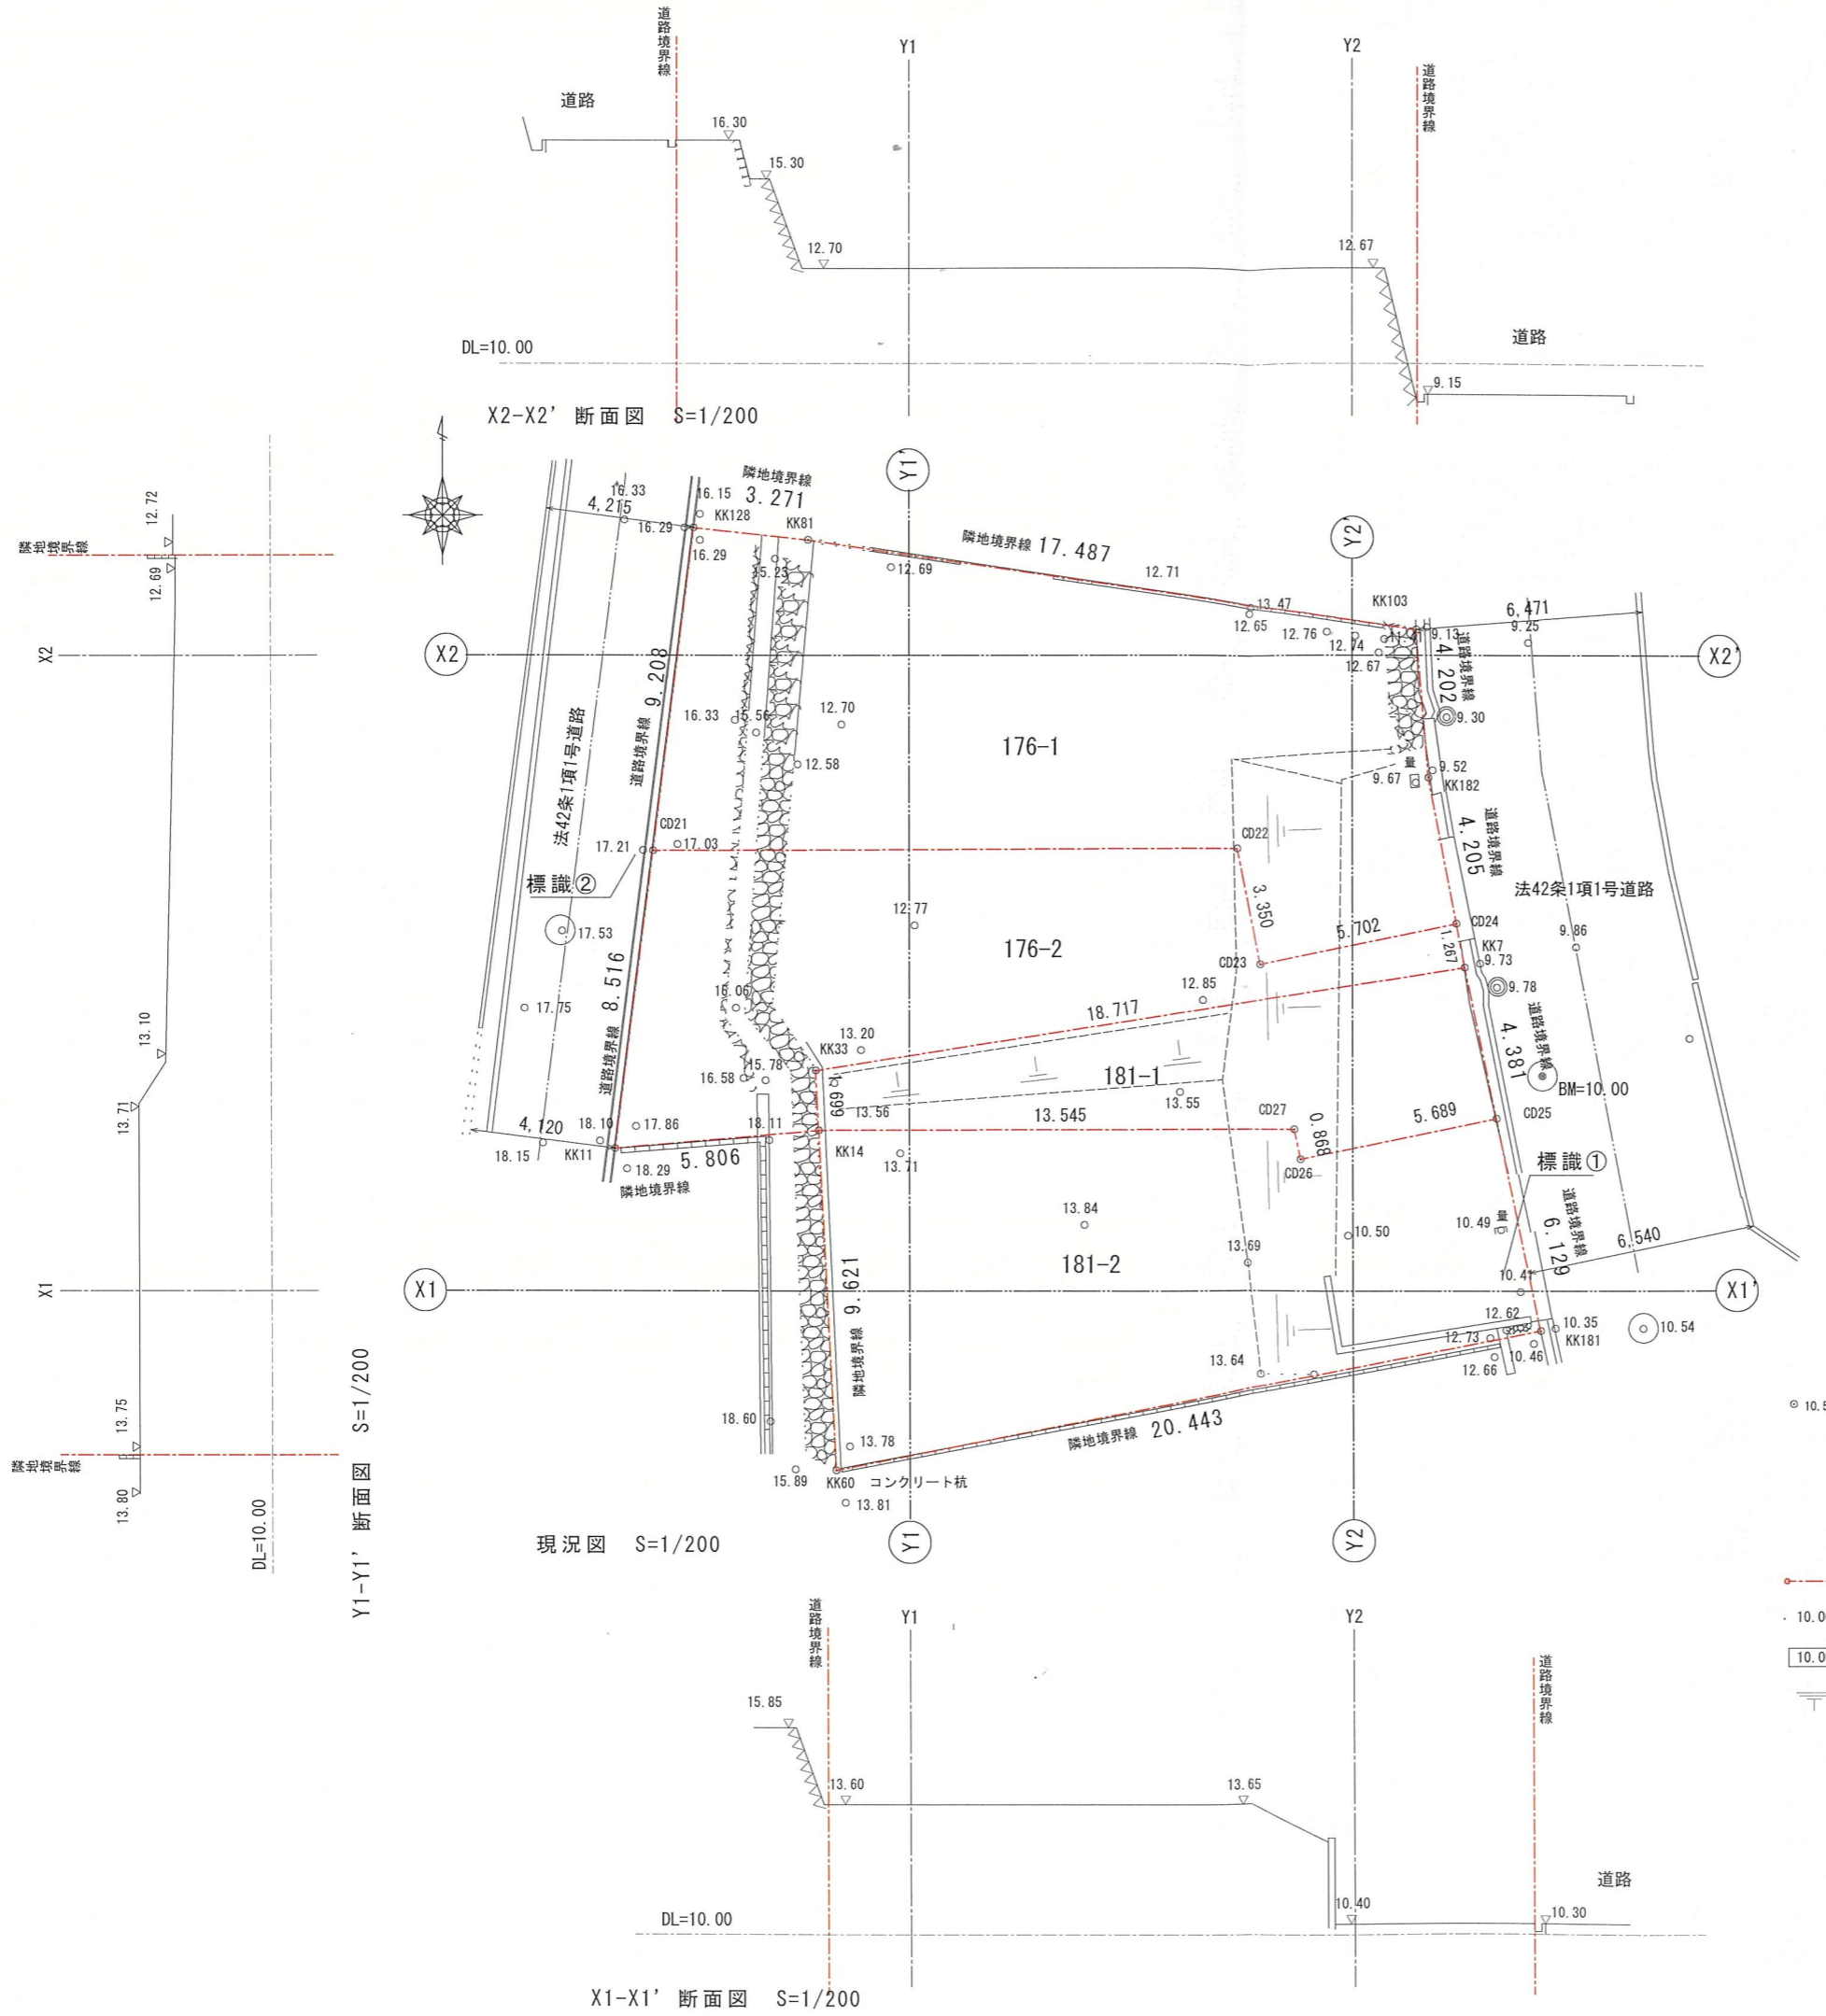 道路境界線
Y1
Y2
道路境界線
道路
16.30
15.30
12.70
12.67
DL=10.00
道路
9.15
X2-X2' 断面図 S=1/200
隣地境界線
12.72
12.69
X2
13.10
13.71
X1
13.75
隣地境界線
13.80
DL=10.00
Y1-Y1' 断面図 S=1/200
Y1'
Y2'
隣地境界線
3.271
16.33
4,215
16.15
KK128
16.29
16.29
KK81
15.23
12.69
隣地境界線 17.487
12.71
13.47
12.65
KK103
12.76
12.74
12.67
9.13
6,471
9.25
X2
X2'
道路境界線
4.202
9.30
道路境界線 9.208
16.33
15.56
12.70
12.58
176-1
法42条1項1号道路
量
9.67
9.52
KK182
道路境界線
4.205
CD21
17.21
17.03
CD22
標識②
法42条1項1号道路
17.53
12.77
176-2
3.350
5.702
CD24
1.267
KK7
9.73
9.86
CD23
9.78
道路境界線 8.516
17.75
16.06
12.85
18.717
道路境界線
4.381
13.20
KK33
16.58
15.78
1.699
13.56
181-1
13.55
BM=10.00
4,120
18.10
17.86
18.11
13.545
CD27
0.868
5.689
CD25
18.15
KK11
18.29
5.806
隣地境界線
KK14
13.71
CD26
標識①
13.84
10.50
量
10.49
道路境界線
6.129
6,540
13.69
181-2
X1
X1'
10.41
隣地境界線 9.621
12.62
12.73
10.35
KK181
10.54
13.64
12.66
10.46
18.60
13.78
隣地境界線 20.443
15.89
KK60
コンクリート杭
13.81
10.5
現況図 S=1/200
Y1
Y2
10.0
10.0
道路境界線
Y1
Y2
道路境界線
15.85
13.60
13.65
道路
10.40
10.30
DL=10.00
X1-X1' 断面図 S=1/200